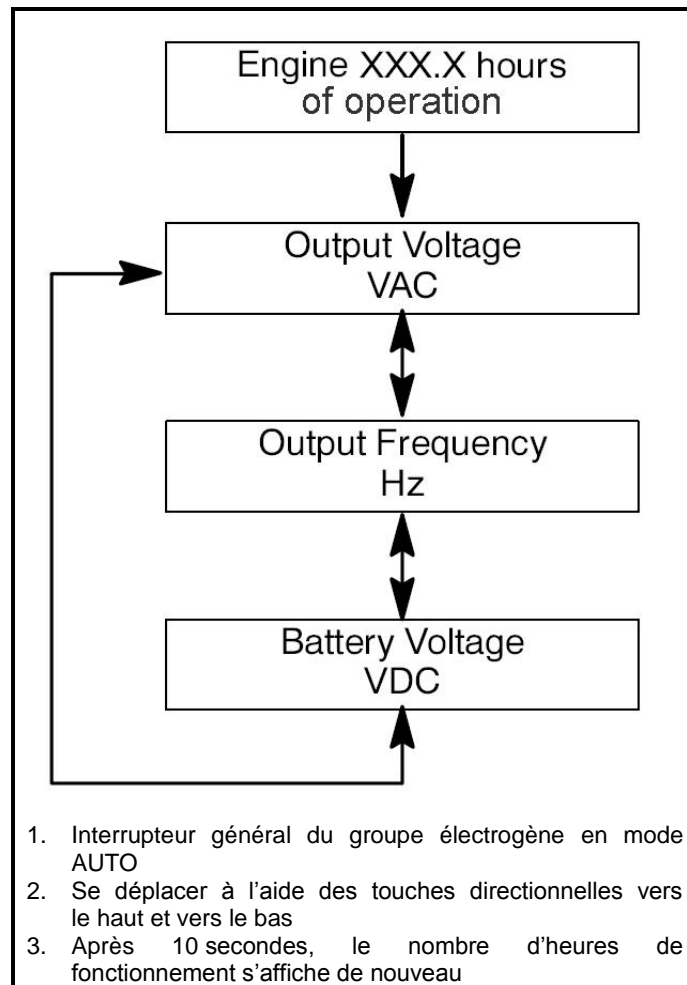 Engine XXX.X hours
of operation
Output Voltage
VAC
Output Frequency
Hz
Battery Voltage
VDC
1. Interrupteur général du groupe électrogène en mode
AUTO
2. Se déplacer à l’aide des touches directionnelles vers
le haut et vers le bas
3. Après 10 secondes, le nombre d’heures de
fonctionnement s’affiche de nouveau